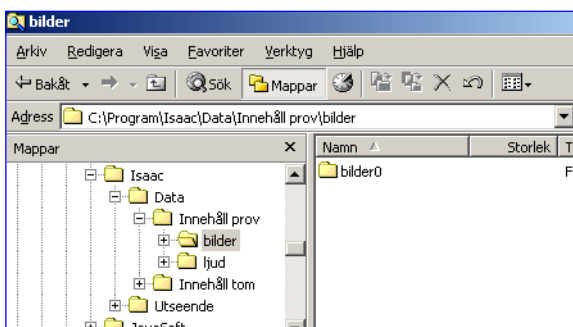 bilder
Arkiv Redigera Visa Favoriter Verktyg Hjälp
Bakåt Sök Mappar
Adress C:\Program\Isaac\Data\Innehåll prov\bilder
Mappar
Namn Storlek T
Isaac
bilder0 F
Data
Innehåll prov
bilder
ljud
Innehåll tom
Utseende
JavaSoft